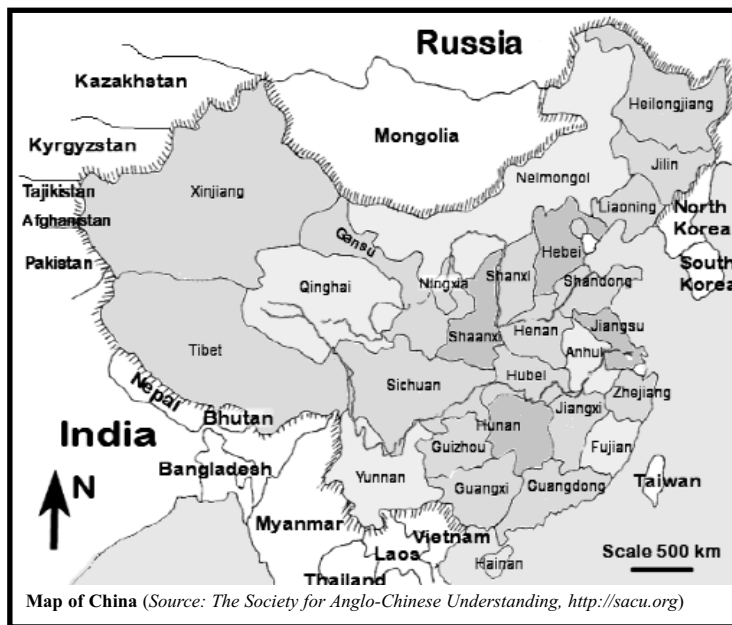 Russia
Kazakhstan
Heilongjiang
Mongolia
Kyrgyzstan
Jilin
Neimongol
Xinjiang
Tajikistan
Liaoning
North
Korea
Afghanistan
Gansu
Hebei
Pakistan
South
Korea
Shanxi
Qinghai
Ningxia
Shandong
Shaanxi
Henan
Jiangsu
Tibet
Anhui
Hubei
Sichuan
Zhejiang
Nepal
Jiangxi
Bhutan
Hunan
India
Guizhou
Fujian
Bangladesh
Yunnan
Taiwan
N
Guangxi
Guangdong
Myanmar
Vietnam
Laos
Hainan
Scale 500 km
Thailand
Map of China (Source: The Society for Anglo-Chinese Understanding, http://sacu.org)